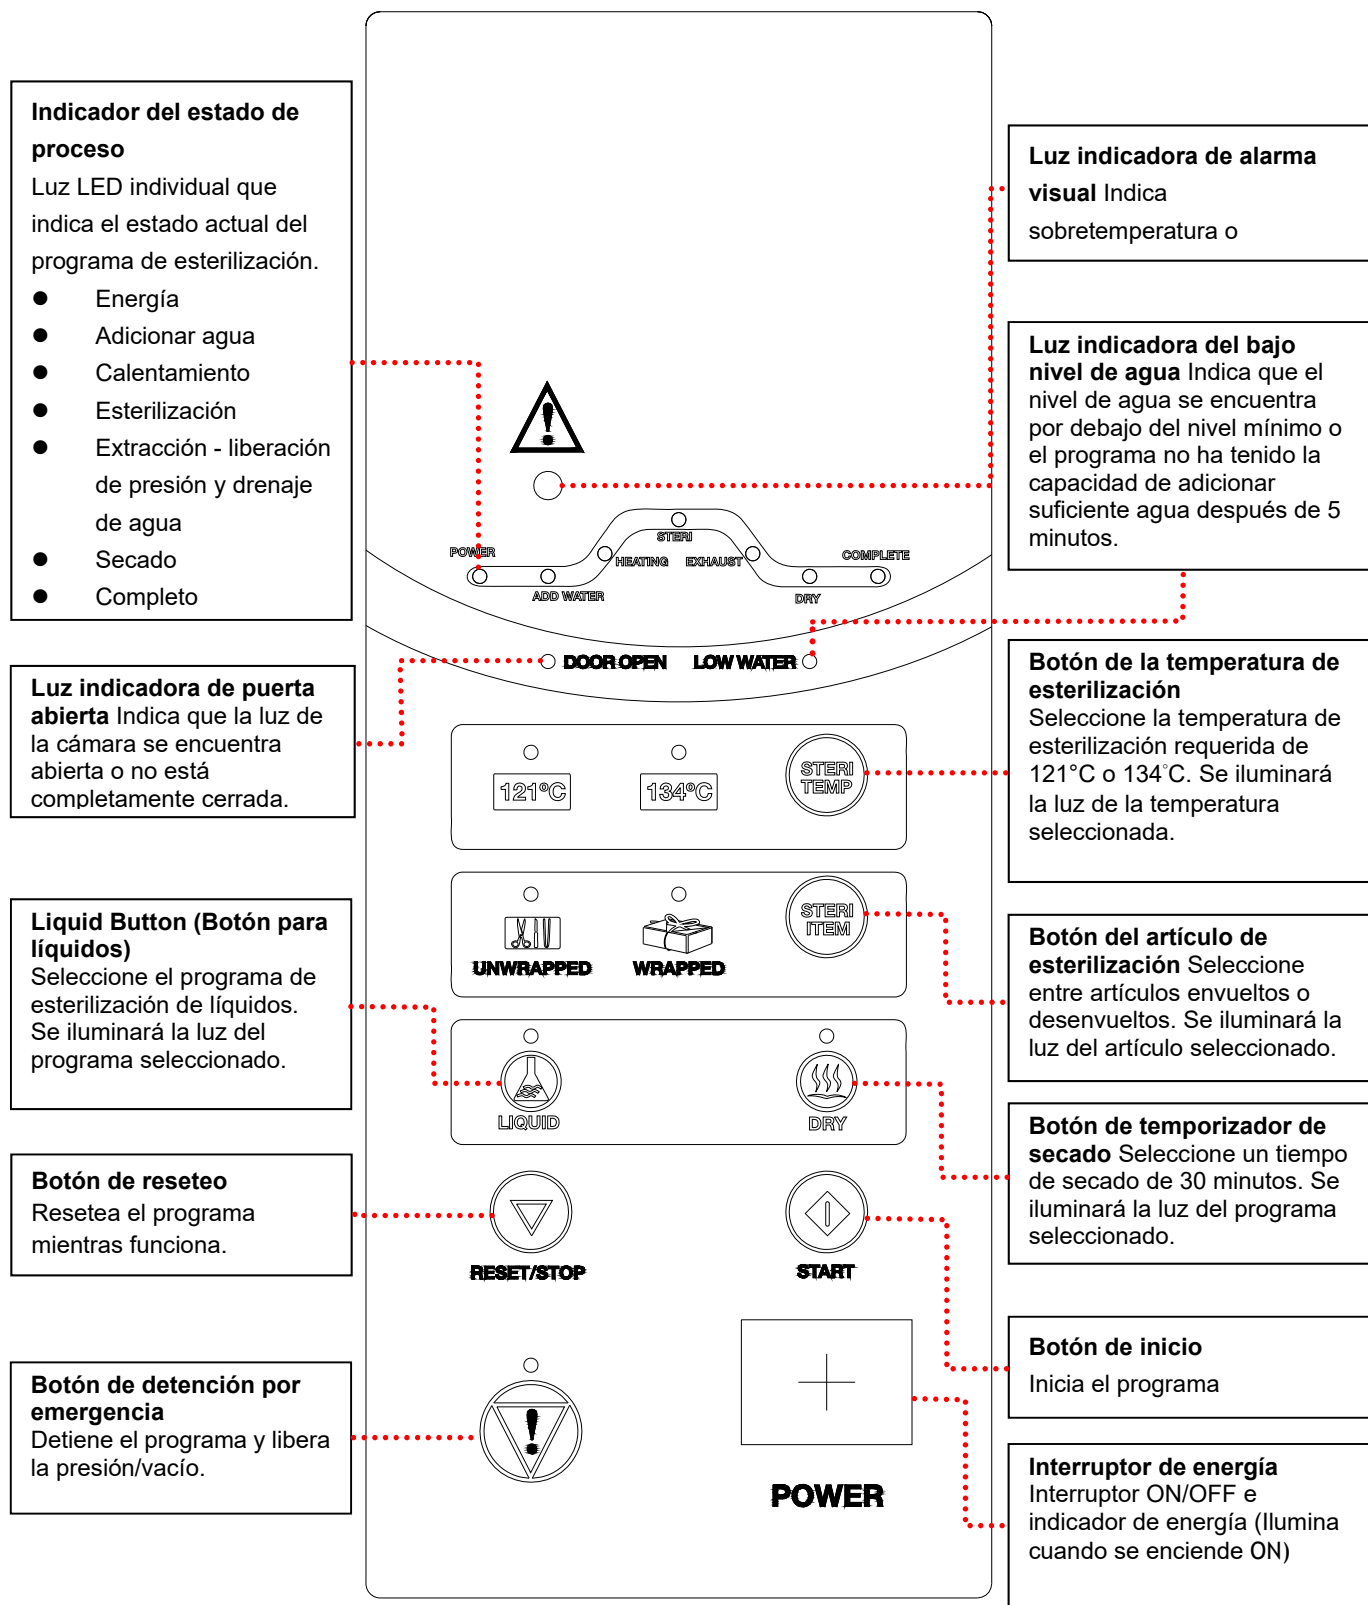 Indicador del estado de
proceso
Luz LED individual que
indica el estado actual del
programa de esterilización.
● Energía
● Adicionar agua
● Calentamiento
● Esterilización
● Extracción - liberación
de presión y drenaje
de agua
● Secado
● Completo
Luz indicadora de puerta
abierta Indica que la luz de
la cámara se encuentra
abierta o no está
completamente cerrada.
Liquid Button (Botón para
líquidos)
Seleccione el programa de
esterilización de líquidos.
Se iluminará la luz del
programa seleccionado.
Botón de reseteo
Resetea el programa
mientras funciona.
Botón de detención por
emergencia
Detiene el programa y libera
la presión/vacío.
POWER
ADD WATER
HEATING
STERI
EXHAUST
DRY
COMPLETE
DOOR OPEN LOW WATER
121ºC 134ºC
STERI
TEMP
UNWRAPPED WRAPPED
STERI
ITEM
LIQUID DRY
RESET/STOP START
POWER
Luz indicadora de alarma
visual Indica
sobretemperatura o
Luz indicadora del bajo
nivel de agua Indica que el
nivel de agua se encuentra
por debajo del nivel mínimo o
el programa no ha tenido la
capacidad de adicionar
suficiente agua después de 5
minutos.
Botón de la temperatura de
esterilización
Seleccione la temperatura de
esterilización requerida de
121°C o 134°C. Se iluminará
la luz de la temperatura
seleccionada.
Botón del artículo de
esterilización Seleccione
entre artículos envueltos o
desenvueltos. Se iluminará la
luz del artículo seleccionado.
Botón de temporizador de
secado Seleccione un tiempo
de secado de 30 minutos. Se
iluminará la luz del programa
seleccionado.
Botón de inicio
Inicia el programa
Interruptor de energía
Interruptor ON/OFF e
indicador de energía (Ilumina
cuando se enciende ON)